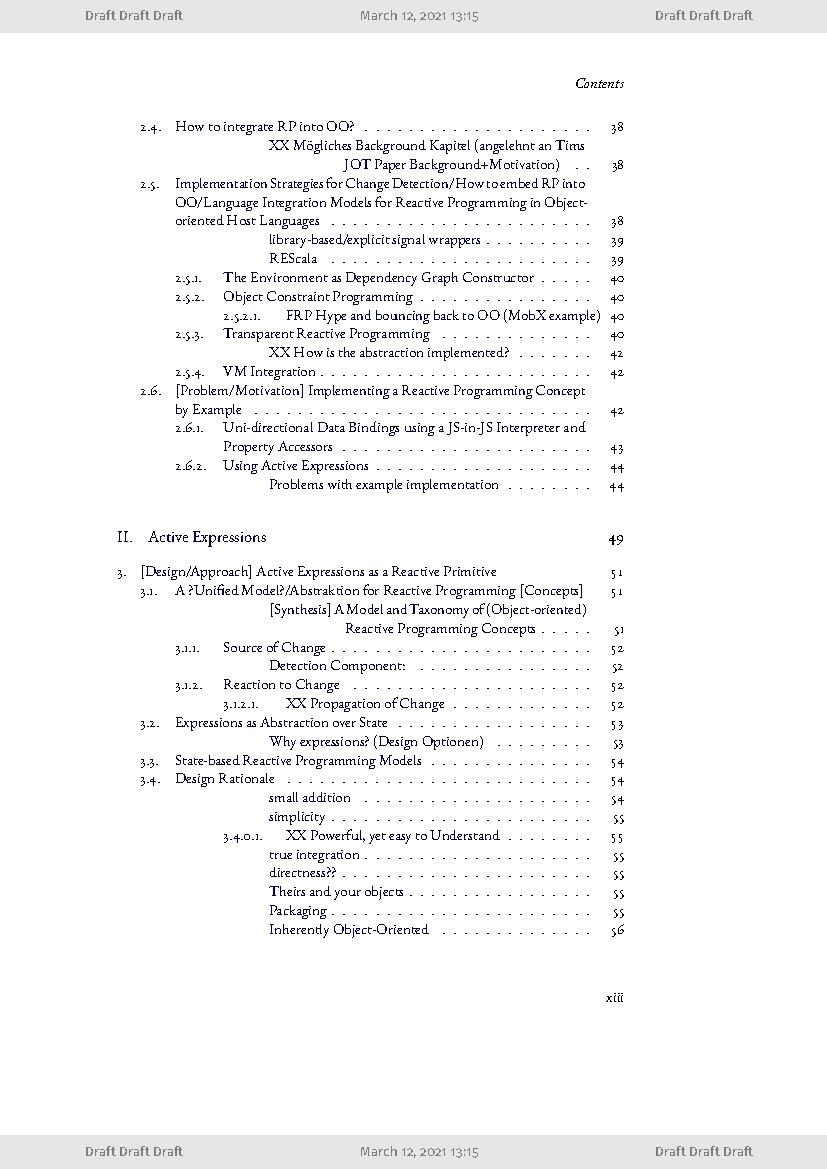 Draft Draft Draft March 12, 2021 13:15 Draft Draft Draft
Contents
2.4. How to integrate RP into OO? . . . . . . . . . . . . . . . . . . . . . 38
XX Mögliches Background Kapitel (angelehnt an Tims
JOT Paper Background+Motivation) . . 38
2.5. Implementation Strategies for Change Detection/How to embed RP into
OO/Language Integration Models for Reactive Programming in Object-
oriented Host Languages . . . . . . . . . . . . . . . . . . . . . . . . 38
library-based/explicit signal wrappers . . . . . . . . . . 39
REScala . . . . . . . . . . . . . . . . . . . . . . . . 39
2.5.1. The Environment as Dependency Graph Constructor . . . . . 40
2.5.2. Object Constraint Programming . . . . . . . . . . . . . . . . 40
2.5.2.1. FRP Hype and bouncing back to OO (MobX example) 40
2.5.3. Transparent Reactive Programming . . . . . . . . . . . . . . 40
XX How is the abstraction implemented? . . . . . . . 42
2.5.4. VM Integration . . . . . . . . . . . . . . . . . . . . . . . . . 42
2.6. [Problem/Motivation] Implementing a Reactive Programming Concept
by Example . . . . . . . . . . . . . . . . . . . . . . . . . . . . . . . 42
2.6.1. Uni-directional Data Bindings using a JS-in-JS Interpreter and
Property Accessors . . . . . . . . . . . . . . . . . . . . . . . 43
2.6.2. Using Active Expressions . . . . . . . . . . . . . . . . . . . . 44
Problems with example implementation . . . . . . . . 44
II. Active Expressions 49
3. [Design/Approach] Active Expressions as a Reactive Primitive 51
3.1. A ?Unified Model?/Abstraktion for Reactive Programming [Concepts] 51
[Synthesis] A Model and Taxonomy of (Object-oriented)
Reactive Programming Concepts . . . . . 51
3.1.1. Source of Change . . . . . . . . . . . . . . . . . . . . . . . . 52
Detection Component: . . . . . . . . . . . . . . . . 52
3.1.2. Reaction to Change . . . . . . . . . . . . . . . . . . . . . . 52
3.1.2.1. XX Propagation of Change . . . . . . . . . . . . . 52
3.2. Expressions as Abstraction over State . . . . . . . . . . . . . . . . . . 53
Why expressions? (Design Optionen) . . . . . . . . . 53
3.3. State-based Reactive Programming Models . . . . . . . . . . . . . . . 54
3.4. Design Rationale . . . . . . . . . . . . . . . . . . . . . . . . . . . . 54
small addition . . . . . . . . . . . . . . . . . . . . . 54
simplicity . . . . . . . . . . . . . . . . . . . . . . . . 55
3.4.0.1. XX Powerful, yet easy to Understand . . . . . . . . 55
true integration . . . . . . . . . . . . . . . . . . . . . 55
directness?? . . . . . . . . . . . . . . . . . . . . . . . 55
Theirs and your objects . . . . . . . . . . . . . . . . . 55
Packaging . . . . . . . . . . . . . . . . . . . . . . . . 55
Inherently Object-Oriented . . . . . . . . . . . . . . 56
xiii
Draft Draft Draft March 12, 2021 13:15 Draft Draft Draft